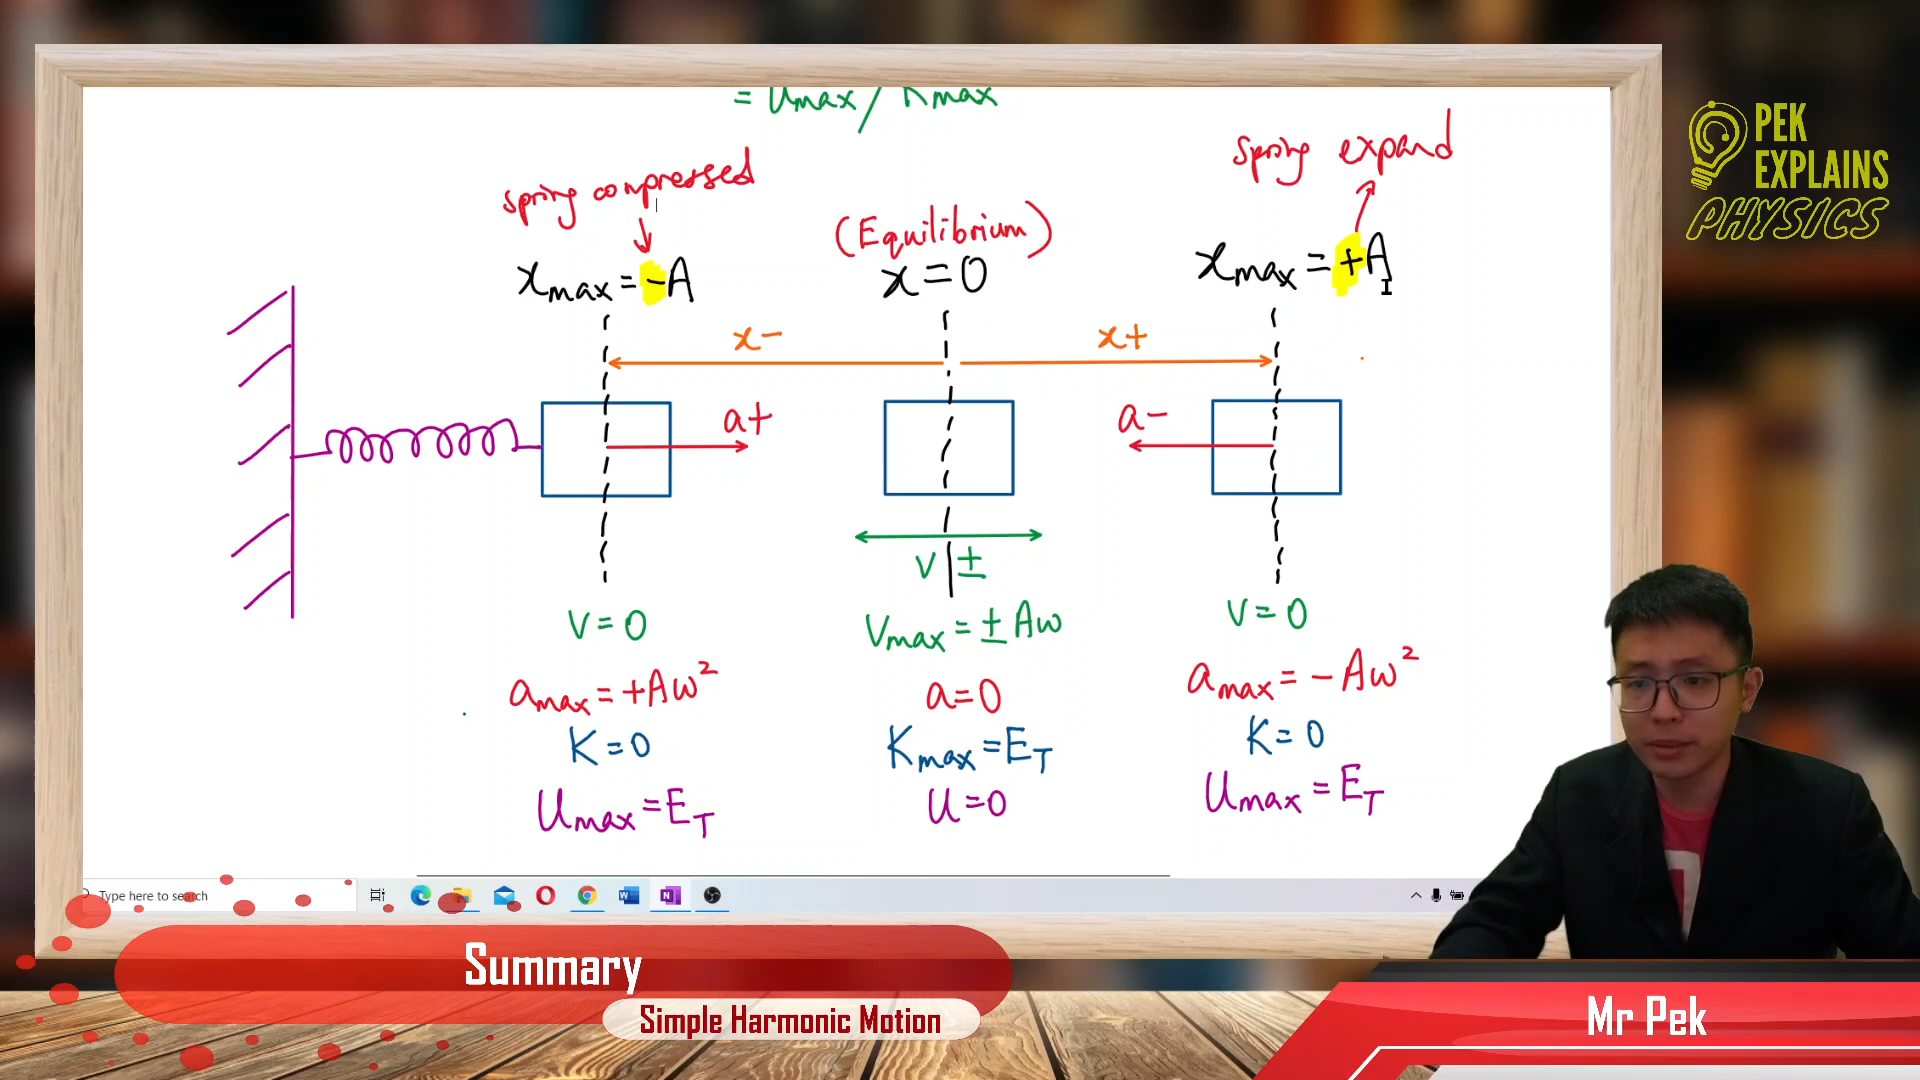 = Umax / Kmax
spring compressed
spring expand
(Equilibrium)
xmax = -A
x = 0
xmax = +A
x-
x+
a+
a-
v ±
v = 0
vmax = ± Aω
v = 0
amax = +Aω²
a = 0
amax = - Aω²
K = 0
Kmax = ET
K = 0
Umax = ET
U = 0
Umax = ET
PEK
EXPLAINS
PHYSICS
Type here to search
Summary
Simple Harmonic Motion
Mr Pek